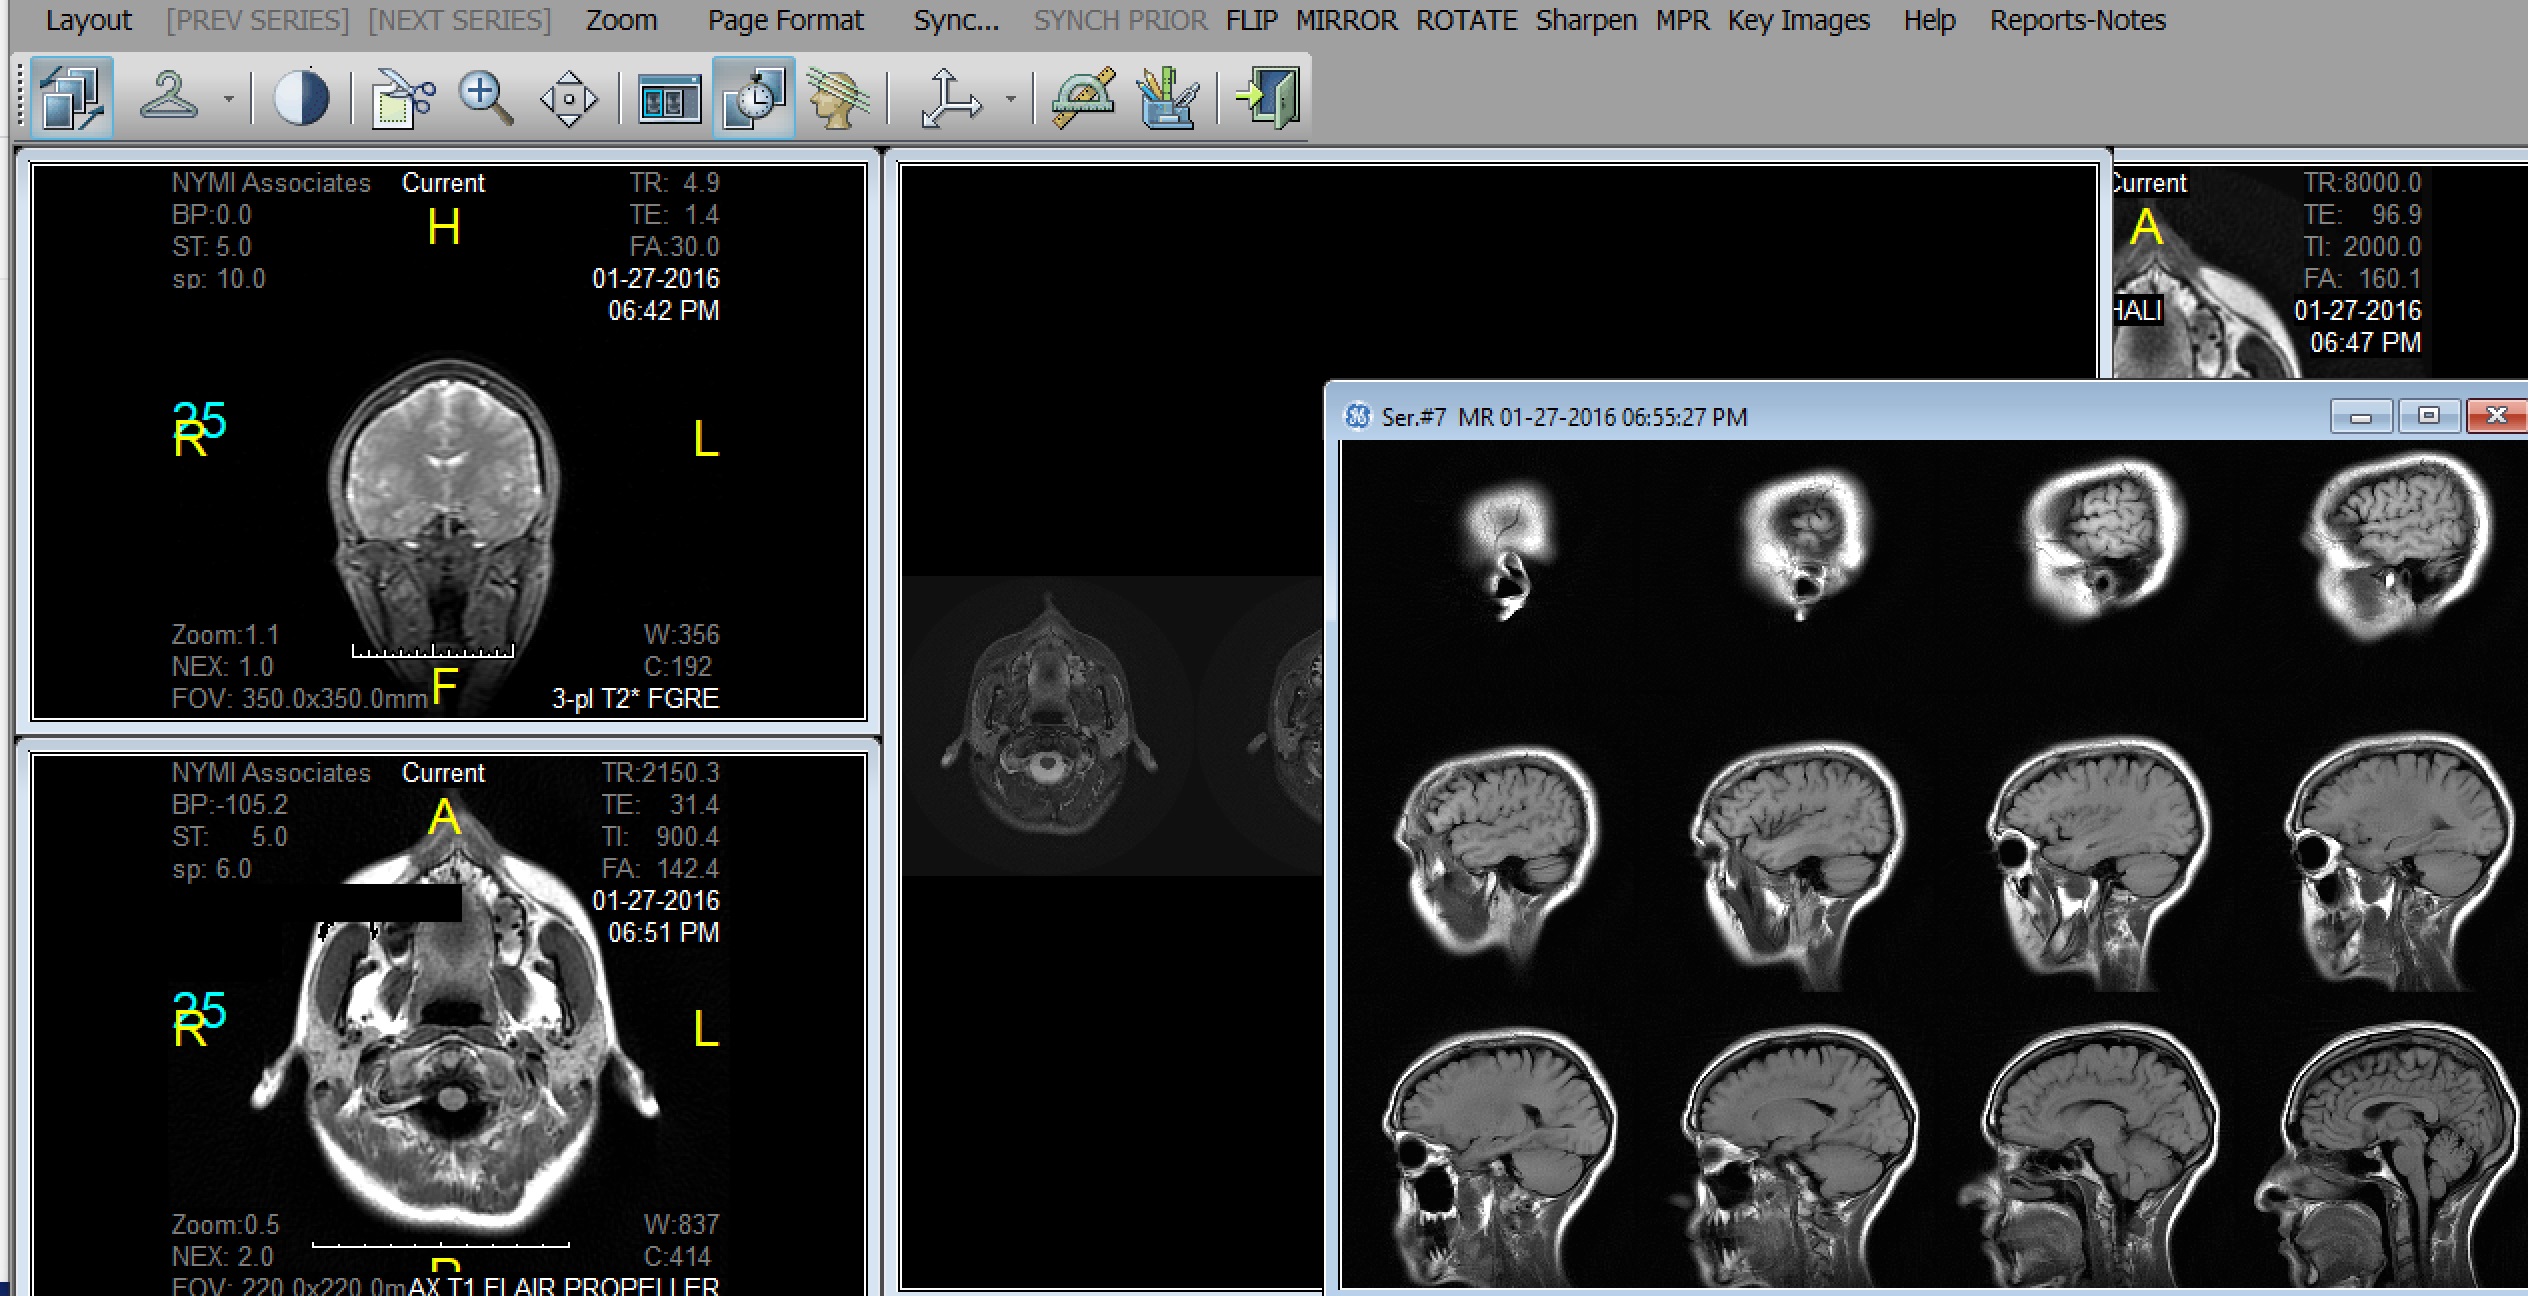 Layout [PREV SERIES] [NEXT SERIES] Zoom Page Format Sync... SYNCH PRIOR FLIP MIRROR ROTATE Sharpen MPR Key Images Help Reports-Notes
NYMI Associates Current TR: 4.9
BP:0.0 H TE: 1.4
ST: 5.0 FA:30.0
sp: 10.0 01-27-2016
06:42 PM
25
R L
Zoom:1.1 W:356
NEX: 1.0 C:192
FOV: 350.0x350.0mm F 3-pl T2* FGRE
Current TR:8000.0
A TE: 96.9
TI: 2000.0
FA: 160.1
HALI 01-27-2016
06:47 PM
Ser.#7 MR 01-27-2016 06:55:27 PM
NYMI Associates Current TR:2150.3
BP:-105.2 A TE: 31.4
ST: 5.0 TI: 900.4
sp: 6.0 FA: 142.4
01-27-2016
06:51 PM
25
R L
Zoom:0.5 W:837
NEX: 2.0 C:414
P
FOV: 220.0x220.0m AX T1 FLAIR PROPELLER